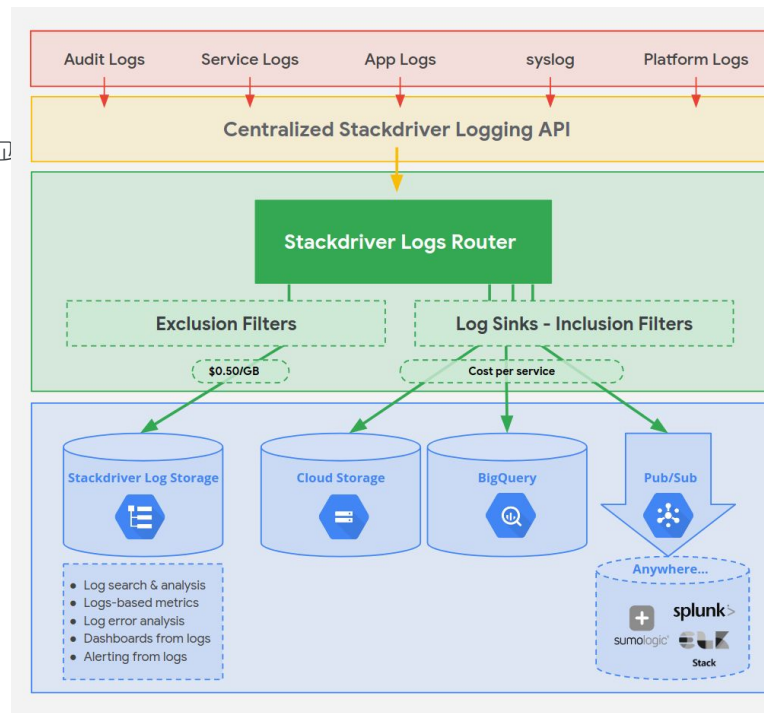 Audit Logs
Service Logs
App Logs
syslog
Platform Logs
Centralized Stackdriver Logging API
Stackdriver Logs Router
Exclusion Filters
Log Sinks - Inclusion Filters
$0.50/GB
Cost per service
Stackdriver Log Storage
Cloud Storage
BigQuery
Pub/Sub
Anywhere...
● Log search & analysis
● Logs-based metrics
● Log error analysis
● Dashboards from logs
● Alerting from logs
sumologic
splunk>
ELK
Stack